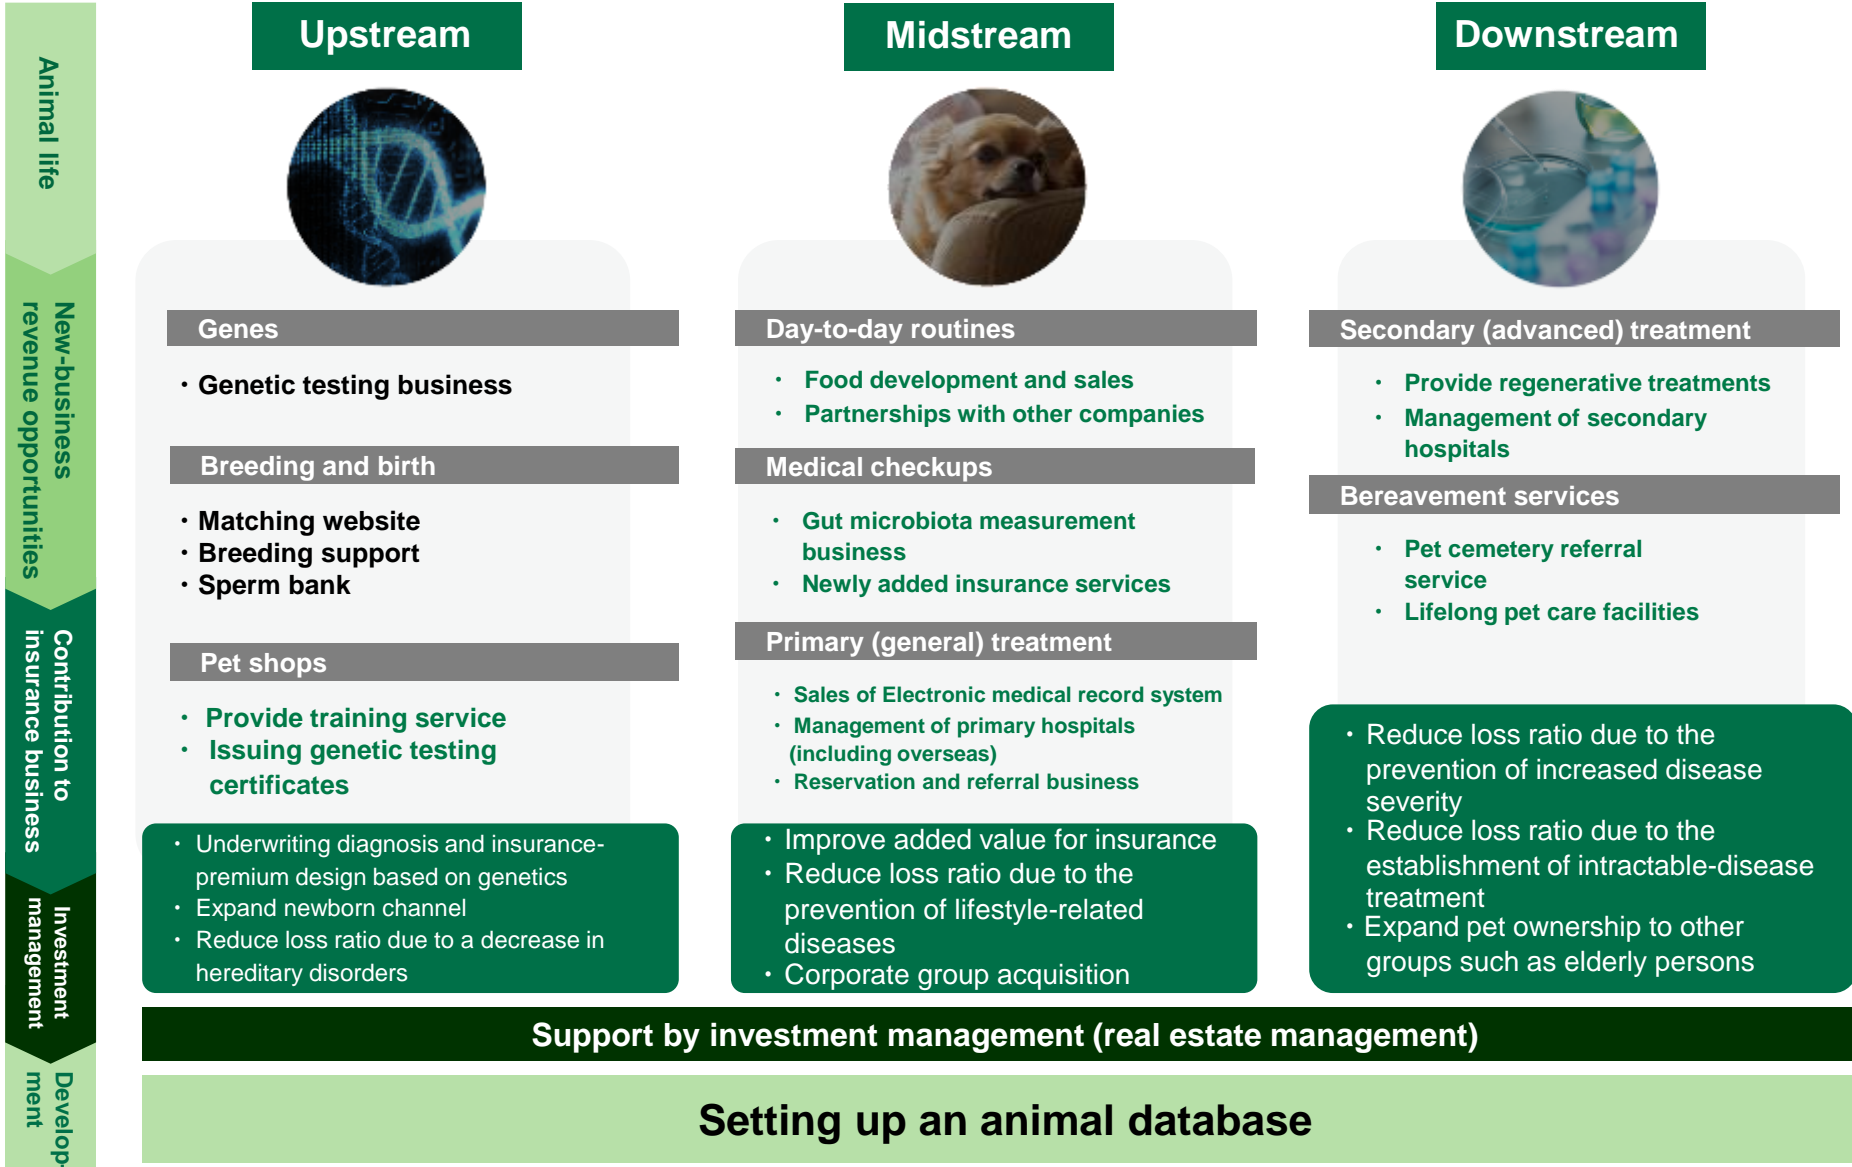 Animal life
New-business
revenue opportunities
Contribution to
insurance business
Investment
management
Develop-
ment
Upstream
Genes
・Genetic testing business
Breeding and birth
・Matching website
・Breeding support
・Sperm bank
Pet shops
・ Provide training service
・ Issuing genetic testing
certificates
・ Underwriting diagnosis and insurance-
premium design based on genetics
・ Expand newborn channel
・ Reduce loss ratio due to a decrease in
hereditary disorders
Midstream
Day-to-day routines
・ Food development and sales
・ Partnerships with other companies
Medical checkups
・ Gut microbiota measurement
business
・ Newly added insurance services
Primary (general) treatment
・ Sales of Electronic medical record system
・ Management of primary hospitals
(including overseas)
・ Reservation and referral business
・ Improve added value for insurance
・ Reduce loss ratio due to the
prevention of lifestyle-related
diseases
・ Corporate group acquisition
Downstream
Secondary (advanced) treatment
・ Provide regenerative treatments
・ Management of secondary
hospitals
Bereavement services
・ Pet cemetery referral
service
・ Lifelong pet care facilities
・ Reduce loss ratio due to the
prevention of increased disease
severity
・ Reduce loss ratio due to the
establishment of intractable-disease
treatment
・ Expand pet ownership to other
groups such as elderly persons
Support by investment management (real estate management)
Setting up an animal database